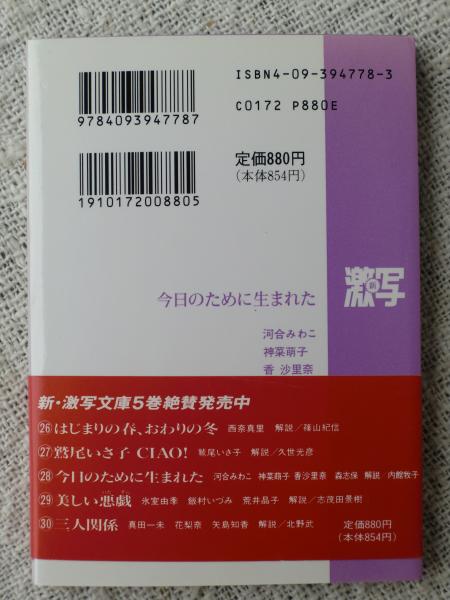 ISBN4-09-394778-3
C0172 P880E
9784093947787
定価880円
(本体854円)
1910172008805
激写
新
今日のために生まれた
河合みわこ
神菜萌子
香 沙里奈
新・激写文庫5巻絶賛発売中
㉖はじまりの春、おわりの冬 西奈真里 解説/篠山紀信
㉗鷲尾いさ子 CIAO! 鷲尾いさ子 解説/久世光彦
㉘今日のために生まれた 河合みわこ 神菜萌子 香沙里奈 森志保 解説/内館牧子
㉙美しい悪戯 氷室由季 飯村いづみ 荒井晶子 解説/志茂田景樹
㉚三人関係 真田一未 花梨奈 矢島知香 解説/北野武
定価880円
(本体854円)